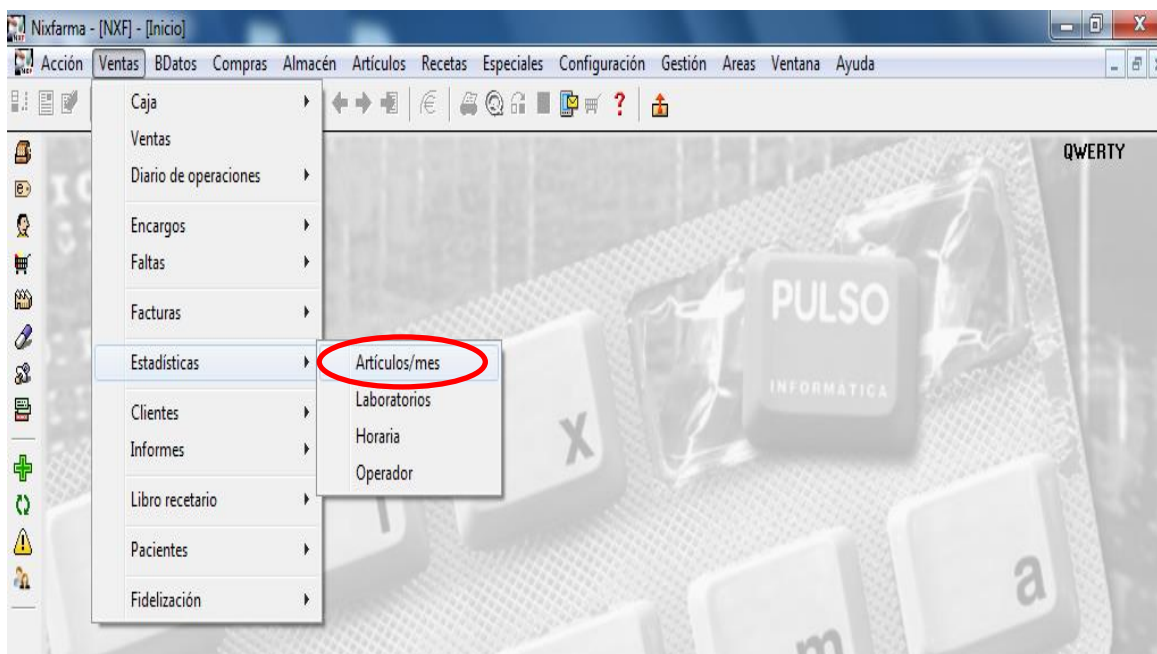 Nixfarma - [NXF] - [Inicio]
Acción Ventas BDatos Compras Almacén Artículos Recetas Especiales Configuración Gestión Areas Ventana Ayuda
QWERTY
Caja
Ventas
Diario de operaciones
Encargos
Faltas
Facturas
Estadísticas
Clientes
Informes
Libro recetario
Pacientes
Fidelización
Artículos/mes
Laboratorios
Horaria
Operador
PULSO
INFORMATICA
x
a
m